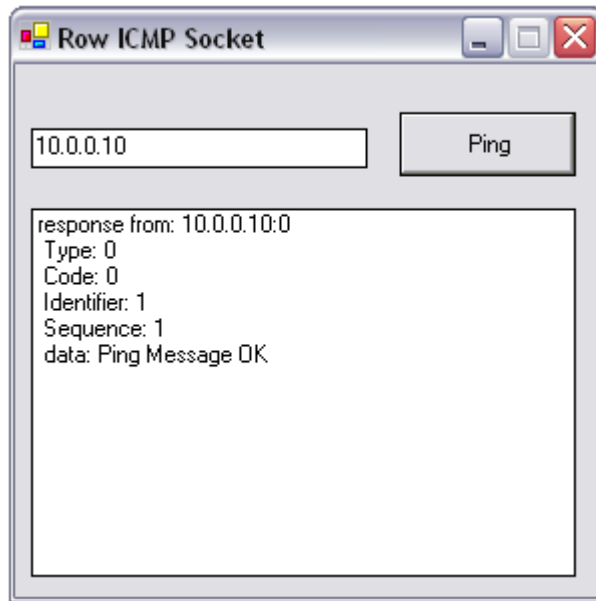 Row ICMP Socket
10.0.0.10
Ping
response from: 10.0.0.10:0
Type: 0
Code: 0
Identifier: 1
Sequence: 1
data: Ping Message OK